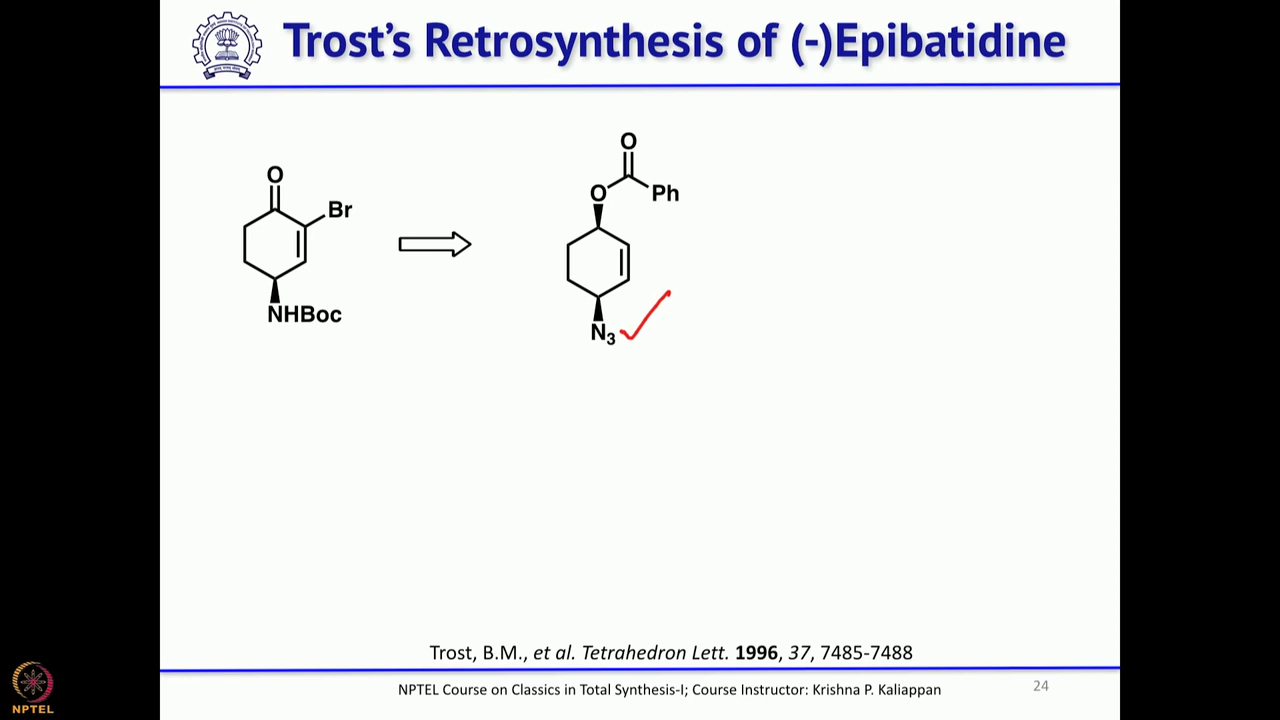 Trost's Retrosynthesis of (-)Epibatidine
O
Br
NHBoc
O
O
Ph
N3
Trost, B.M., et al. Tetrahedron Lett. 1996, 37, 7485-7488
NPTEL Course on Classics in Total Synthesis-I; Course Instructor: Krishna P. Kaliappan
24
NPTEL